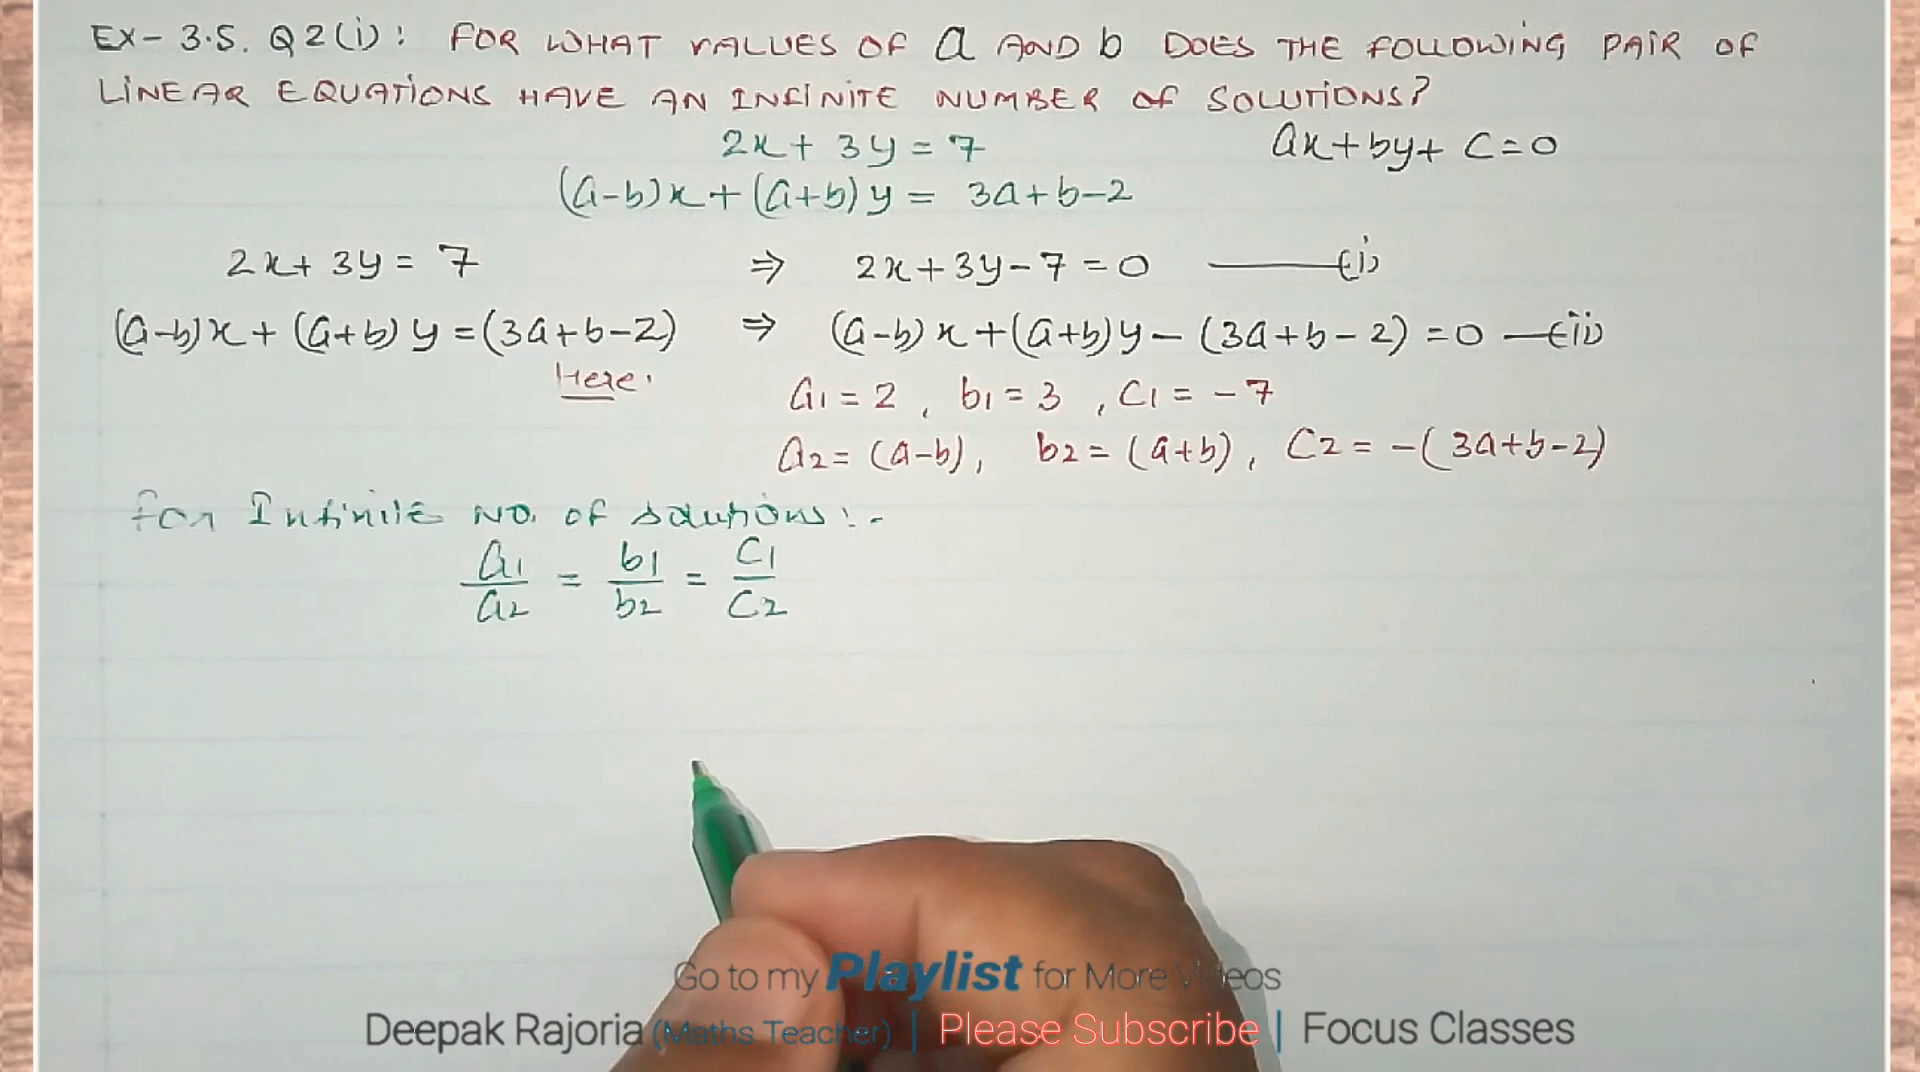 EX- 3.5. Q2(i): FOR WHAT VALUES OF a AND b DOES THE FOLLOWING PAIR OF
LINEAR EQUATIONS HAVE AN INFINITE NUMBER OF SOLUTIONS?
2x+ 3y = 7
ax+by+ c=0
(a-b)x+(a+b)y = 3a+b-2
2x+ 3y = 7 ⇒ 2x+3y-7=0 —(i)
(a-b)x+(a+b)y=(3a+b-2) ⇒ (a-b)x+(a+b)y-(3a+b-2)=0 —(ii)
Here.
a1=2, b1=3, c1=-7
a2=(a-b), b2=(a+b), c2=-(3a+b-2)
for Infinite NO. of solutions:-
a1/a2 = b1/b2 = c1/c2
Go to my Playlist for More Videos
Deepak Rajoria (Maths Teacher) | Please Subscribe | Focus Classes